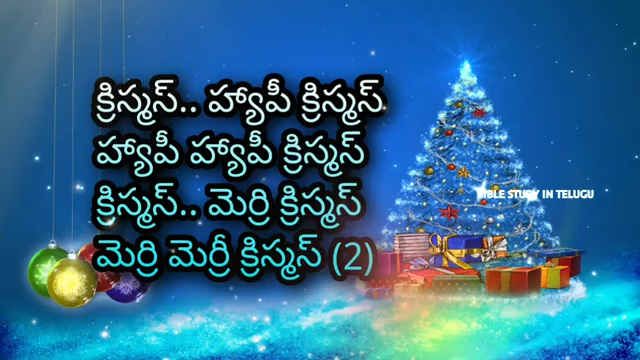 క్రిస్మస్.. హ్యాపీ క్రిస్మస్
హ్యాపీ హ్యాపీ క్రిస్మస్
క్రిస్మస్.. మెర్రి క్రిస్మస్
మెర్రి మెర్రీ క్రిస్మస్ (2)
BIBLE STUDY IN TELUGU